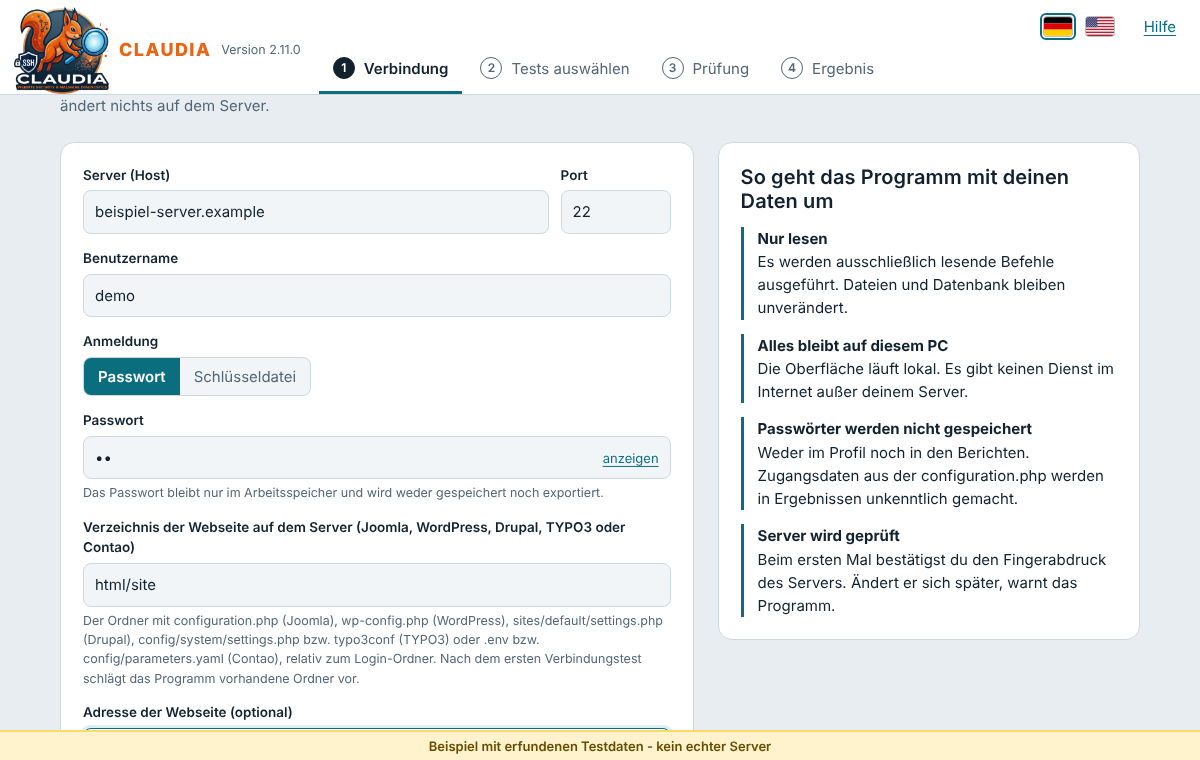 SSH
CLAUDIA
CLAUDIA Version 2.11.0
1 Verbindung 2 Tests auswählen 3 Prüfung 4 Ergebnis
Hilfe
ändert nichts auf dem Server.
Server (Host) Port
beispiel-server.example 22
Benutzername
demo
Anmeldung
Passwort Schlüsseldatei
Passwort
•• anzeigen
Das Passwort bleibt nur im Arbeitsspeicher und wird weder gespeichert noch exportiert.
Verzeichnis der Webseite auf dem Server (Joomla, WordPress, Drupal, TYPO3 oder
Contao)
html/site
Der Ordner mit configuration.php (Joomla), wp-config.php (WordPress), sites/default/settings.php
(Drupal), config/system/settings.php bzw. typo3conf (TYPO3) oder .env bzw.
config/parameters.yaml (Contao), relativ zum Login-Ordner. Nach dem ersten Verbindungstest
schlägt das Programm vorhandene Ordner vor.
Adresse der Webseite (optional)
So geht das Programm mit deinen
Daten um
Nur lesen
Es werden ausschließlich lesende Befehle
ausgeführt. Dateien und Datenbank bleiben
unverändert.
Alles bleibt auf diesem PC
Die Oberfläche läuft lokal. Es gibt keinen Dienst im
Internet außer deinem Server.
Passwörter werden nicht gespeichert
Weder im Profil noch in den Berichten.
Zugangsdaten aus der configuration.php werden
in Ergebnissen unkenntlich gemacht.
Server wird geprüft
Beim ersten Mal bestätigst du den Fingerabdruck
des Servers. Ändert er sich später, warnt das
Programm.
Beispiel mit erfundenen Testdaten - kein echter Server